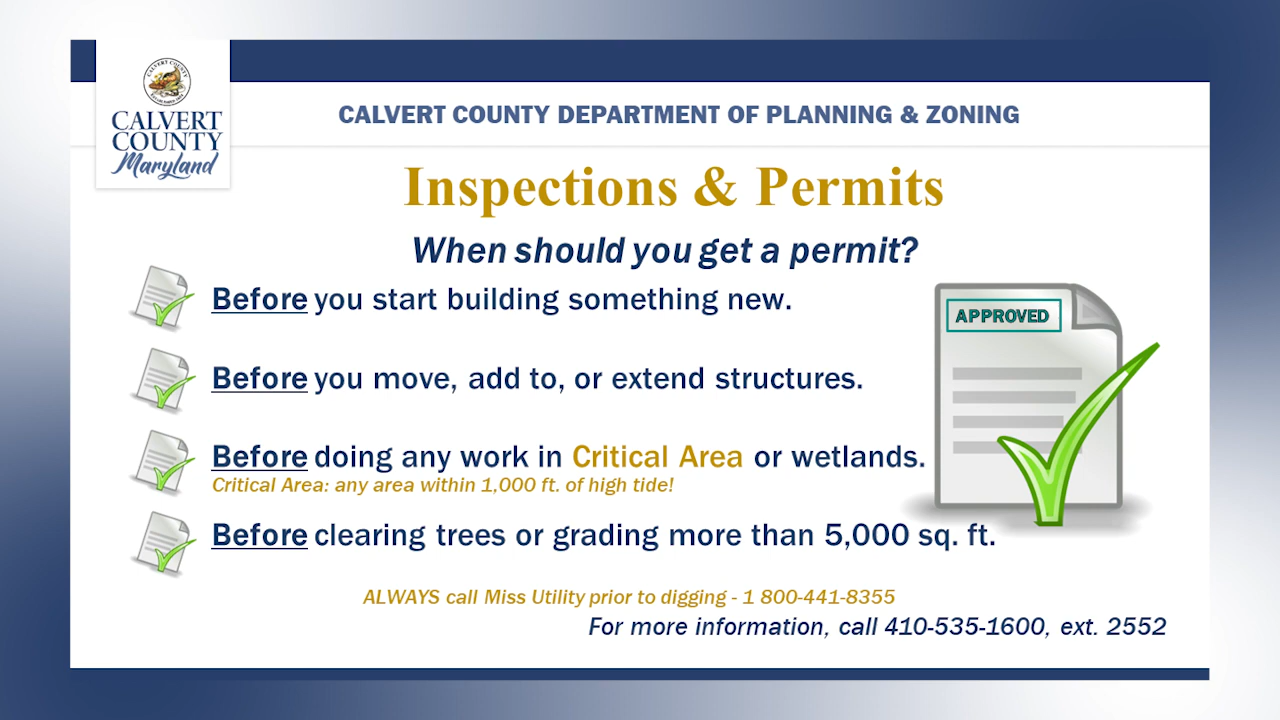 CALVERT COUNTY
CALVERT
COUNTY
Maryland
CALVERT COUNTY DEPARTMENT OF PLANNING & ZONING
Inspections & Permits
When should you get a permit?
Before you start building something new.
APPROVED
Before you move, add to, or extend structures.
Before doing any work in Critical Area or wetlands.
Critical Area: any area within 1,000 ft. of high tide!
Before clearing trees or grading more than 5,000 sq. ft.
ALWAYS call Miss Utility prior to digging - 1 800-441-8355
For more information, call 410-535-1600, ext. 2552